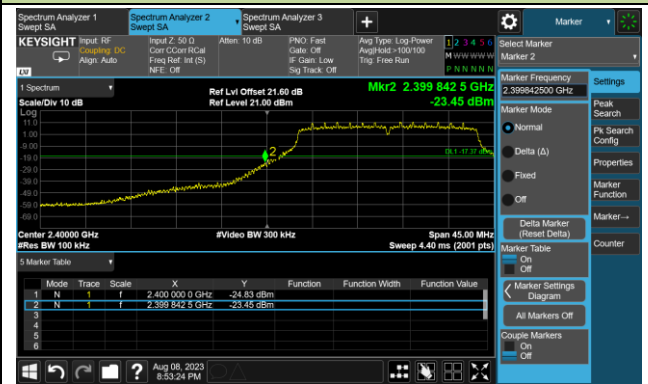 Spectrum Analyzer 1
Swept SA
Spectrum Analyzer 2
Swept SA
Spectrum Analyzer 3
Swept SA
+
Marker
KEYSIGHT
LXI
Input: RF
Coupling: DC
Align: Auto
Input Z: 50 Ω
Corr CCorr RCal
Freq Ref: Int (S)
NFE: Off
Atten: 10 dB
PNO: Fast
Gate: Off
IF Gain: Low
Sig Track: Off
Avg Type: Log-Power
Avg|Hold:>100/100
Trig: Free Run
1 2 3 4 5 6
M W W W W W
P N N N N N
Select Marker
Marker 2
1 Spectrum
Scale/Div 10 dB
Log
Ref Lvl Offset 21.60 dB
Ref Level 21.00 dBm
Mkr2 2.399 842 5 GHz
-23.45 dBm
11.0
1.00
-9.00
-19.0
-29.0
-39.0
-49.0
-59.0
-69.0
2
DL1 -17.37 dBm
Center 2.40000 GHz
#Res BW 100 kHz
#Video BW 300 kHz
Span 45.00 MHz
Sweep 4.40 ms (2001 pts)
5 Marker Table
Mode Trace Scale X Y Function Function Width Function Value
1 N 1 f 2.400 000 0 GHz -24.83 dBm
2 N 1 f 2.399 842 5 GHz -23.45 dBm
3
4
5
6
Marker Frequency
2.399842500 GHz
Marker Mode
Normal
Delta (Δ)
Fixed
Off
Delta Marker
(Reset Delta)
Marker Table
On
Off
Marker Settings
Diagram
All Markers Off
Couple Markers
On
Off
Settings
Peak
Search
Pk Search
Config
Properties
Marker
Function
Marker→
Counter
?
Aug 08, 2023
8:53:24 PM